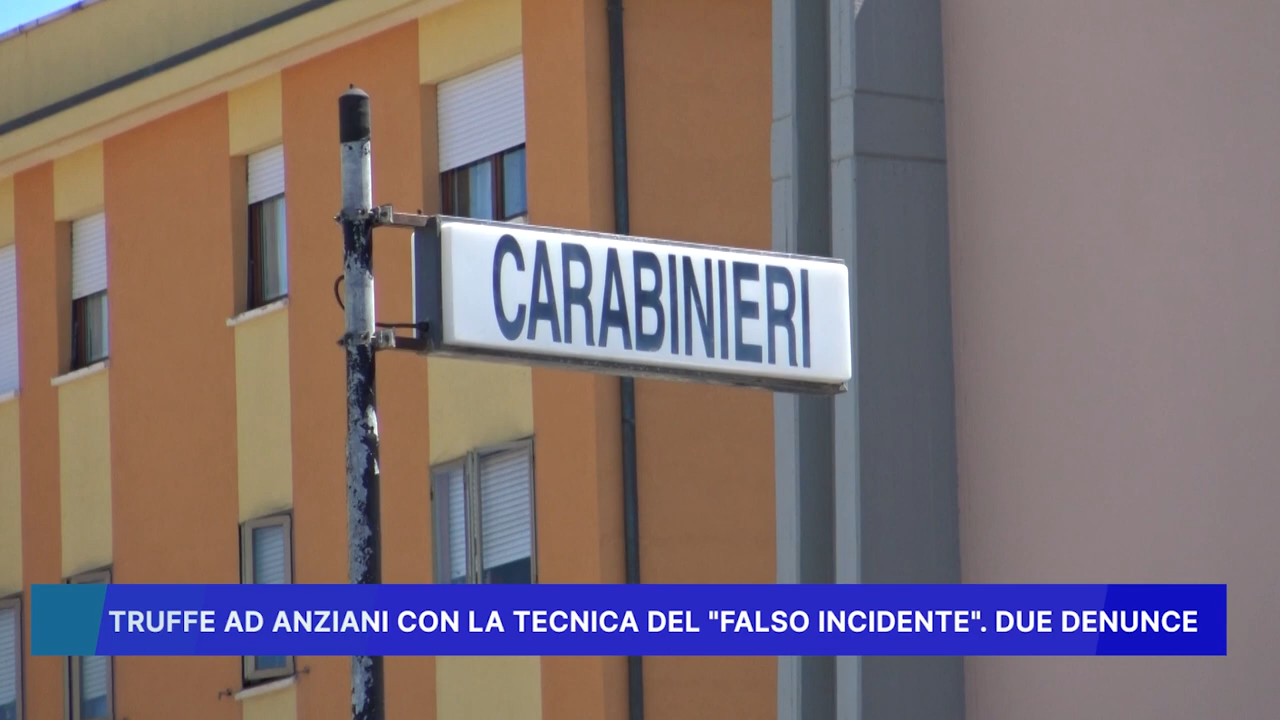 CARABINIERI
TRUFFE AD ANZIANI CON LA TECNICA DEL "FALSO INCIDENTE". DUE DENUNCE